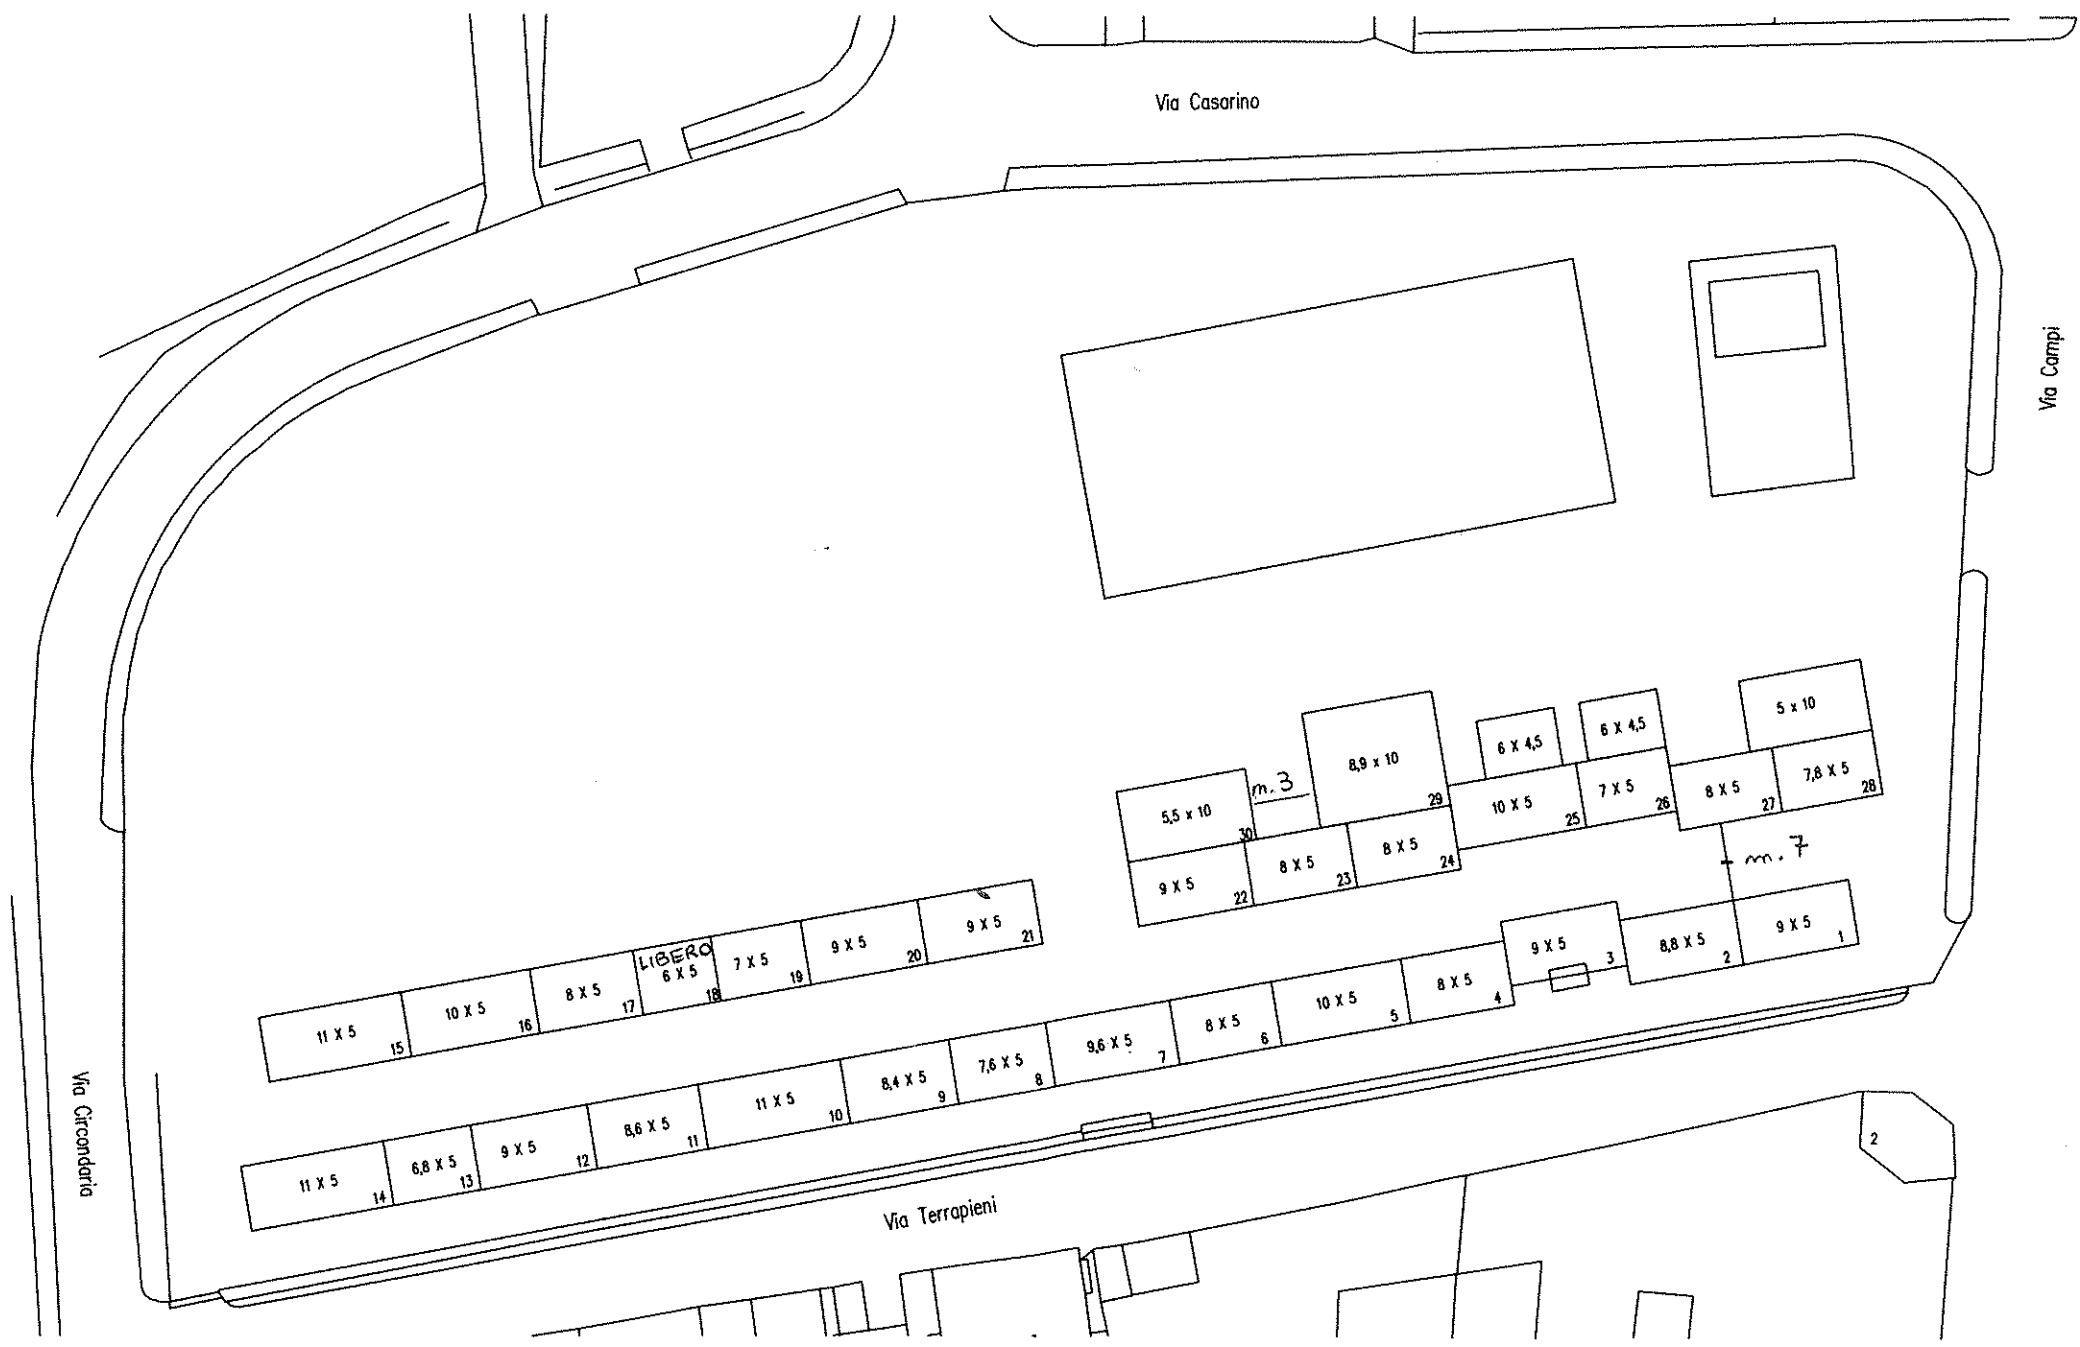 Via Casarino
Via Campi
5 x 10
6 X 4,5
6 X 4,5
8,9 x 10
29
m. 3
5,5 x 10
30
7,8 X 5
28
8 X 5
27
7 X 5
26
10 X 5
25
8 X 5
24
8 X 5
23
9 X 5
22
m. 7
9 X 5
21
9 X 5
20
7 X 5
19
LIBERO
6 X 5
18
8 X 5
17
10 X 5
16
11 X 5
15
9 X 5
1
8,8 X 5
2
9 X 5
3
8 X 5
4
10 X 5
5
8 X 5
6
9,6 X 5
7
7,6 X 5
8
8,4 X 5
9
11 X 5
10
8,6 X 5
11
9 X 5
12
6,8 X 5
13
11 X 5
14
Via Circondaria
Via Terrapieni
2